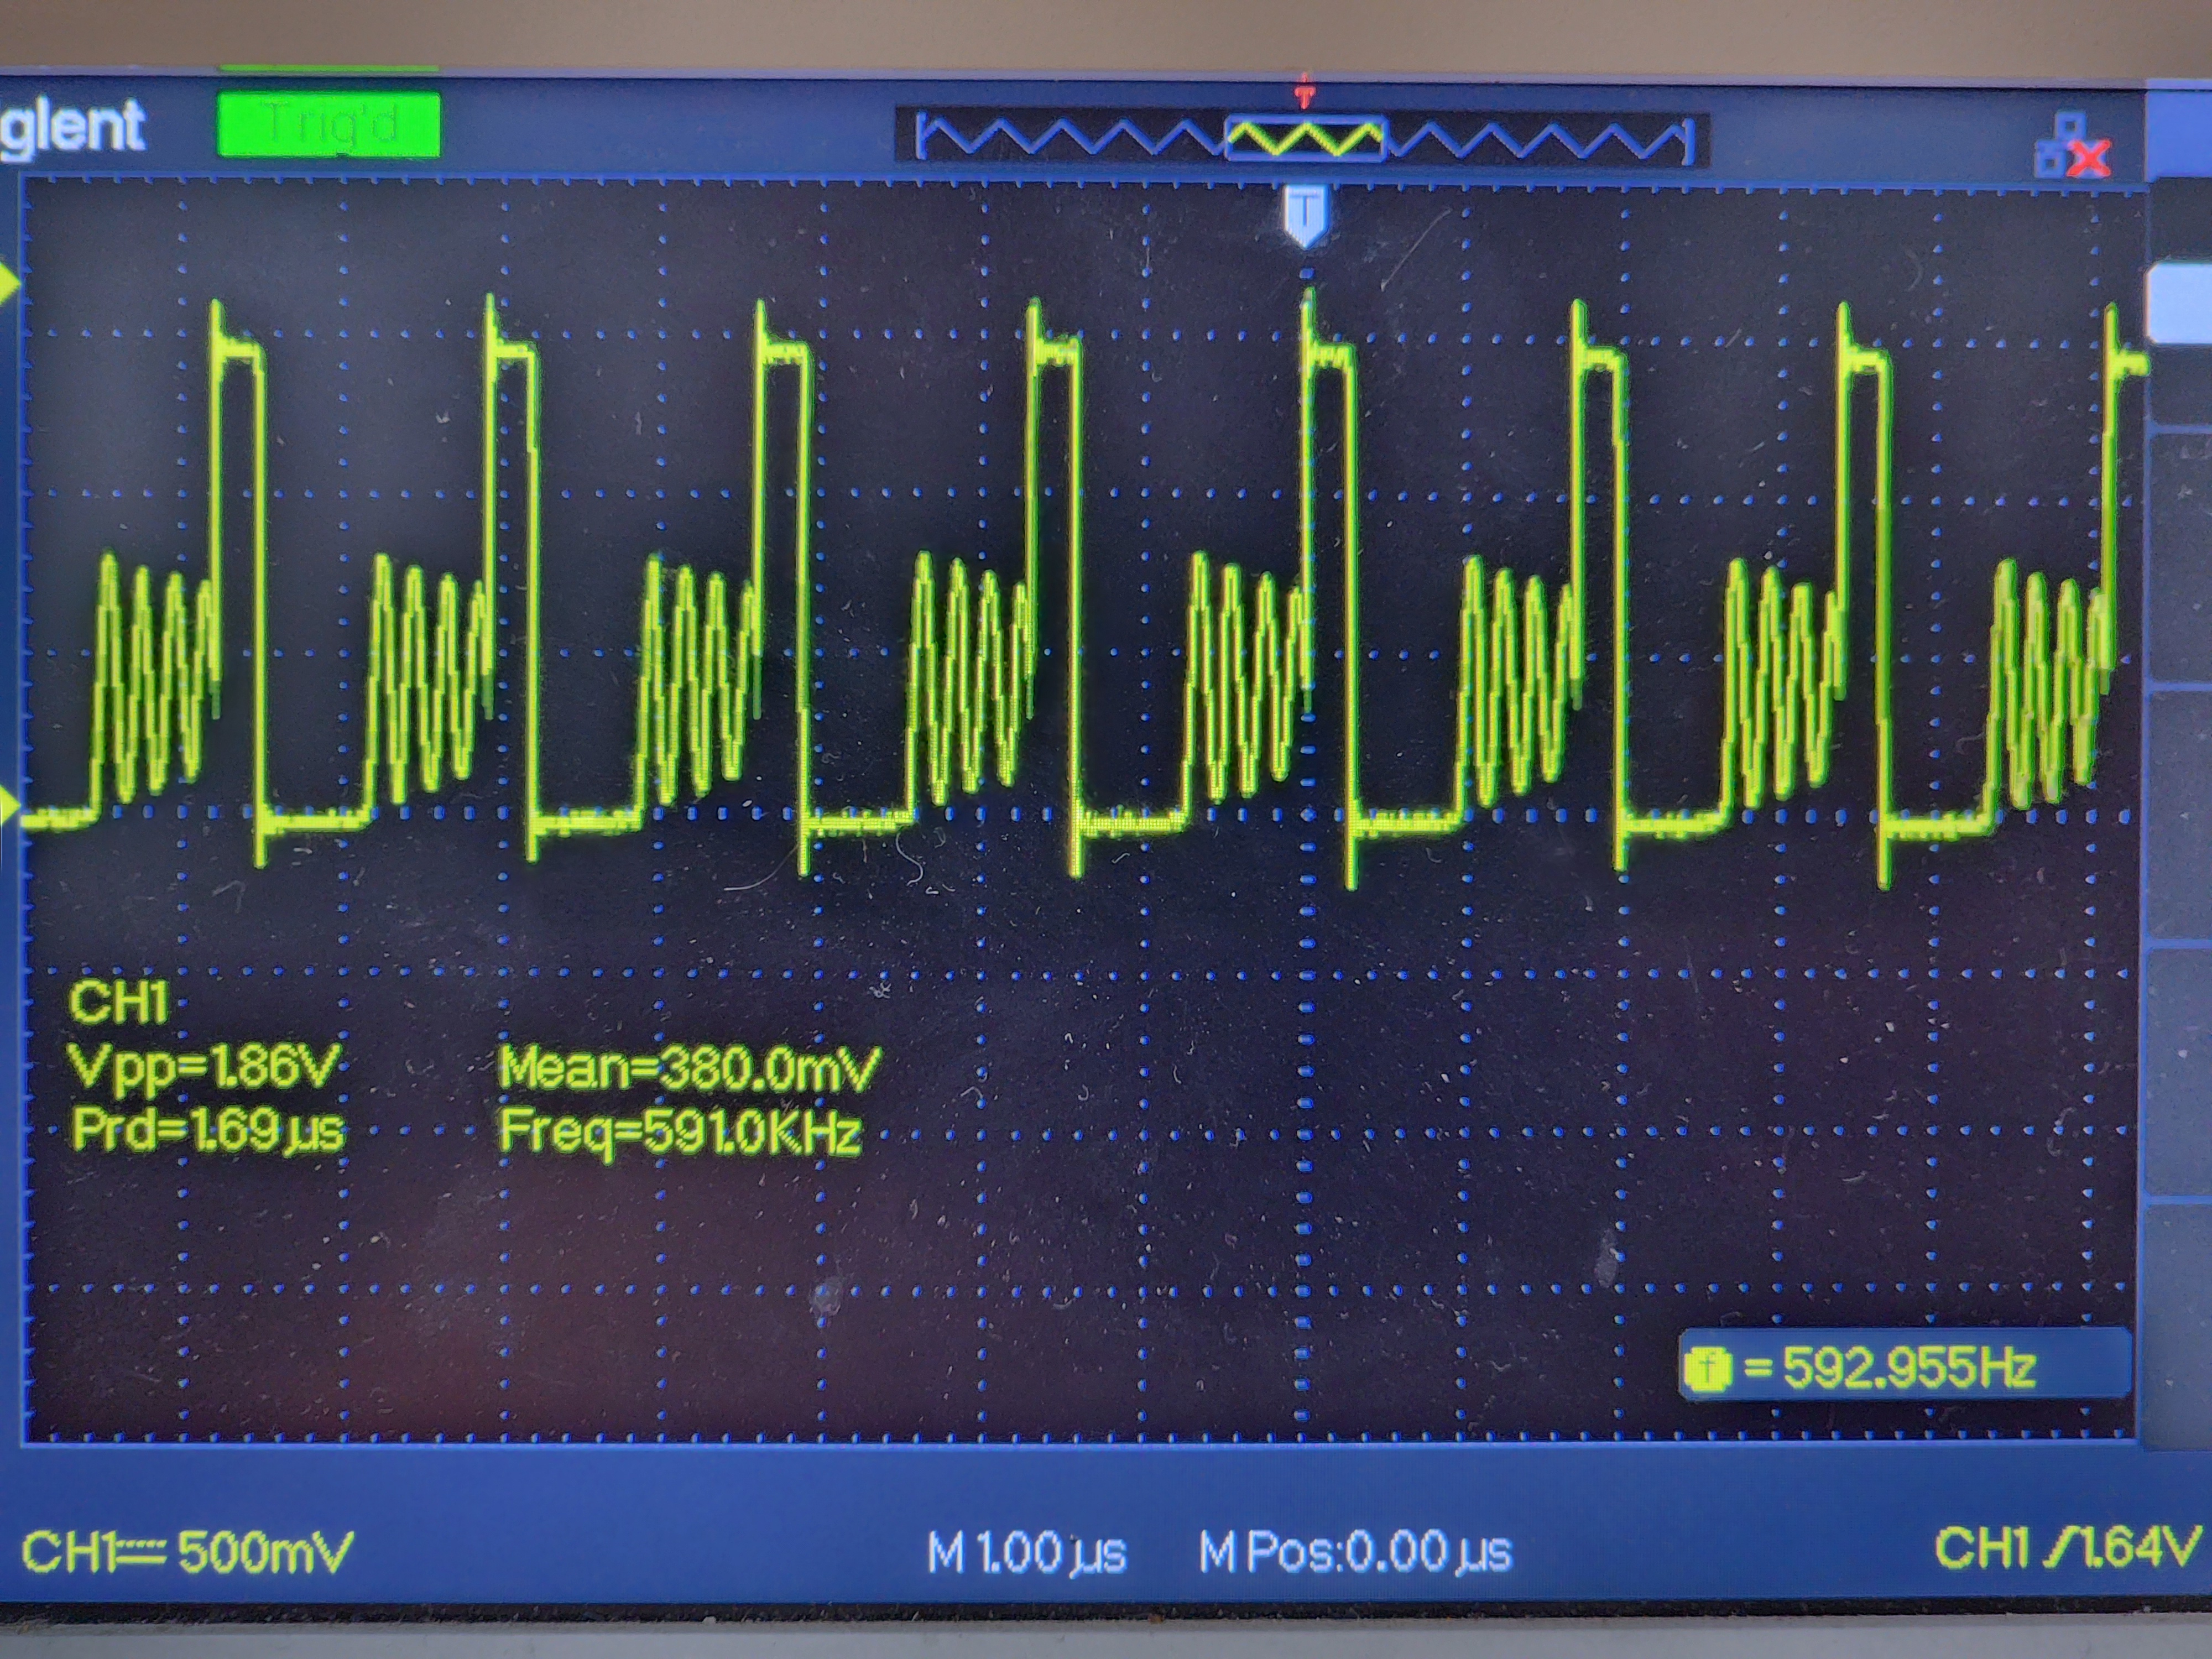 glent Trig'd
T
T
CH1
Vpp=1.86V Mean=380.0mV
Prd=1.69µs Freq=591.0KHz
= 592.955Hz
CH1 500mV M 1.00µs M Pos:0.00µs CH1 1.64V